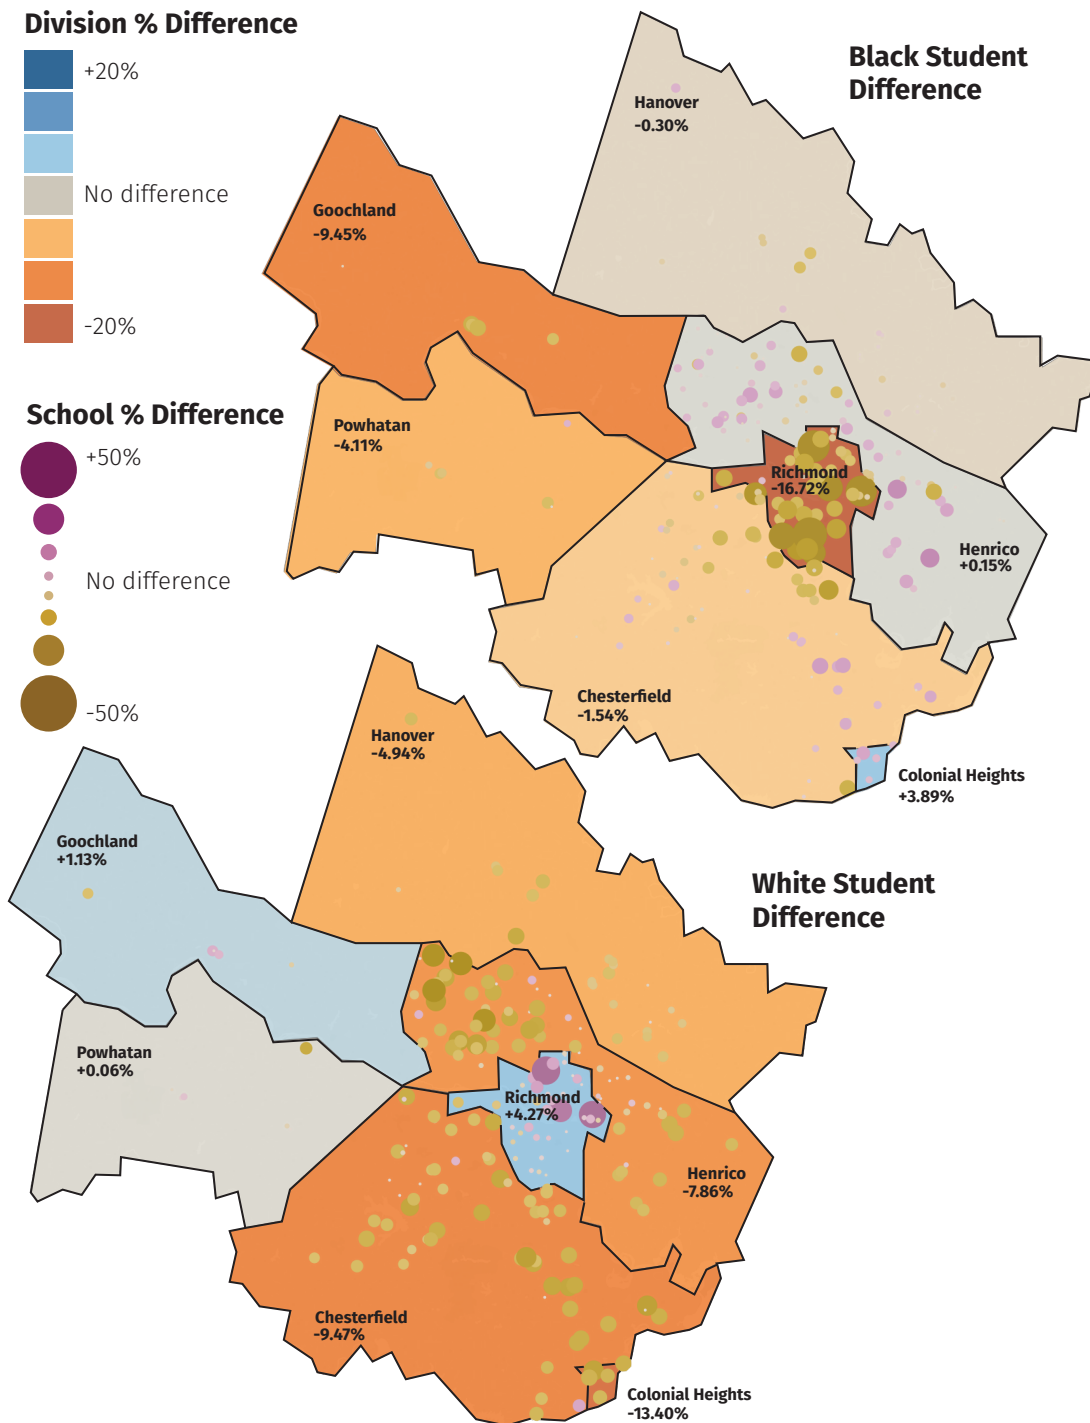 Division % Difference
+20%
No difference
-20%
School % Difference
+50%
No difference
-50%
Black Student
Difference
Hanover
-0.30%
Goochland
-9.45%
Powhatan
-4.11%
Richmond
-16.72%
Henrico
+0.15%
Chesterfield
-1.54%
Colonial Heights
+3.89%
White Student
Difference
Hanover
-4.94%
Goochland
+1.13%
Powhatan
+0.06%
Richmond
+4.27%
Henrico
-7.86%
Chesterfield
-9.47%
Colonial Heights
-13.40%